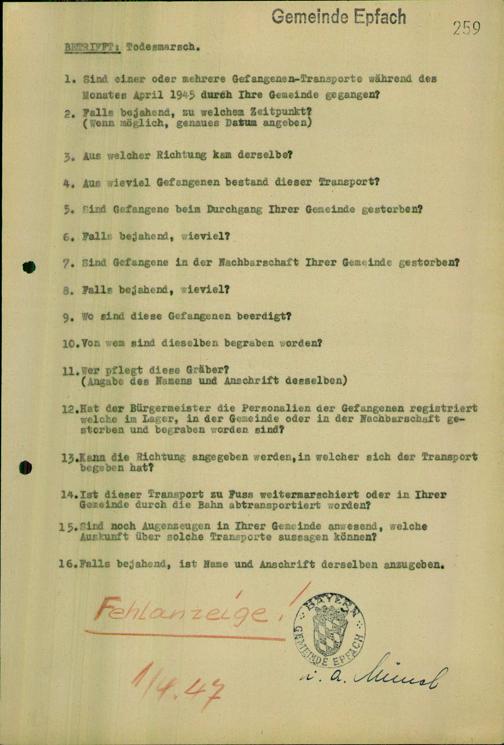 Gemeinde Epfach
259
BETRIFFT: Todesmarsch.
1. Sind einer oder mehrere Gefangenen-Transporte während des
Monates April 1945 durch Ihre Gemeinde gegangen?
2. Falls bejahend, zu welchem Zeitpunkt?
(Wenn möglich, genaues Datum angeben)
3. Aus welcher Richtung kam derselbe?
4. Aus wieviel Gefangenen bestand dieser Transport?
5. Sind Gefangene beim Durchgang Ihrer Gemeinde gestorben?
6. Falls bejahend, wieviel?
7. Sind Gefangene in der Nachbarschaft Ihrer Gemeinde gestorben?
8. Falls bejahend, wieviel?
9. Wo sind diese Gefangenen beerdigt?
10.Von wem sind dieselben begraben worden?
11.Wer pflegt diese Gräber?
(Angabe des Namens und Anschrift desselben)
12.Hat der Bürgermeister die Personalien der Gefangenen registriert
welche im Lager, in der Gemeinde oder in der Nachbarschaft ge-
storben und begraben worden sind?
13.Kann die Richtung angegeben werden,in welcher sich der Transport
begeben hat?
14.Ist dieser Transport zu Fuss weitermarschiert oder in Ihrer
Gemeinde durch die Bahn abtransportiert worden?
15.Sind noch Augenzeugen in Ihrer Gemeinde anwesend, welche
Auskunft über solche Transporte aussagen können?
16.Falls bejahend, ist Name und Anschrift derselben anzugeben.
Fehlanzeige!
BAYERN
GEMEINDE EPFACH
1/4.47
i. a.